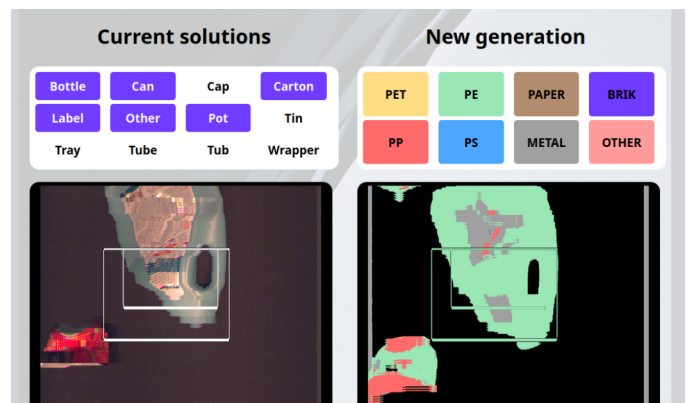 Current solutions
Bottle Can Cap Carton
Label Other Pot Tin
Tray Tube Tub Wrapper
New generation
PET PE PAPER BRIK
PP PS METAL OTHER